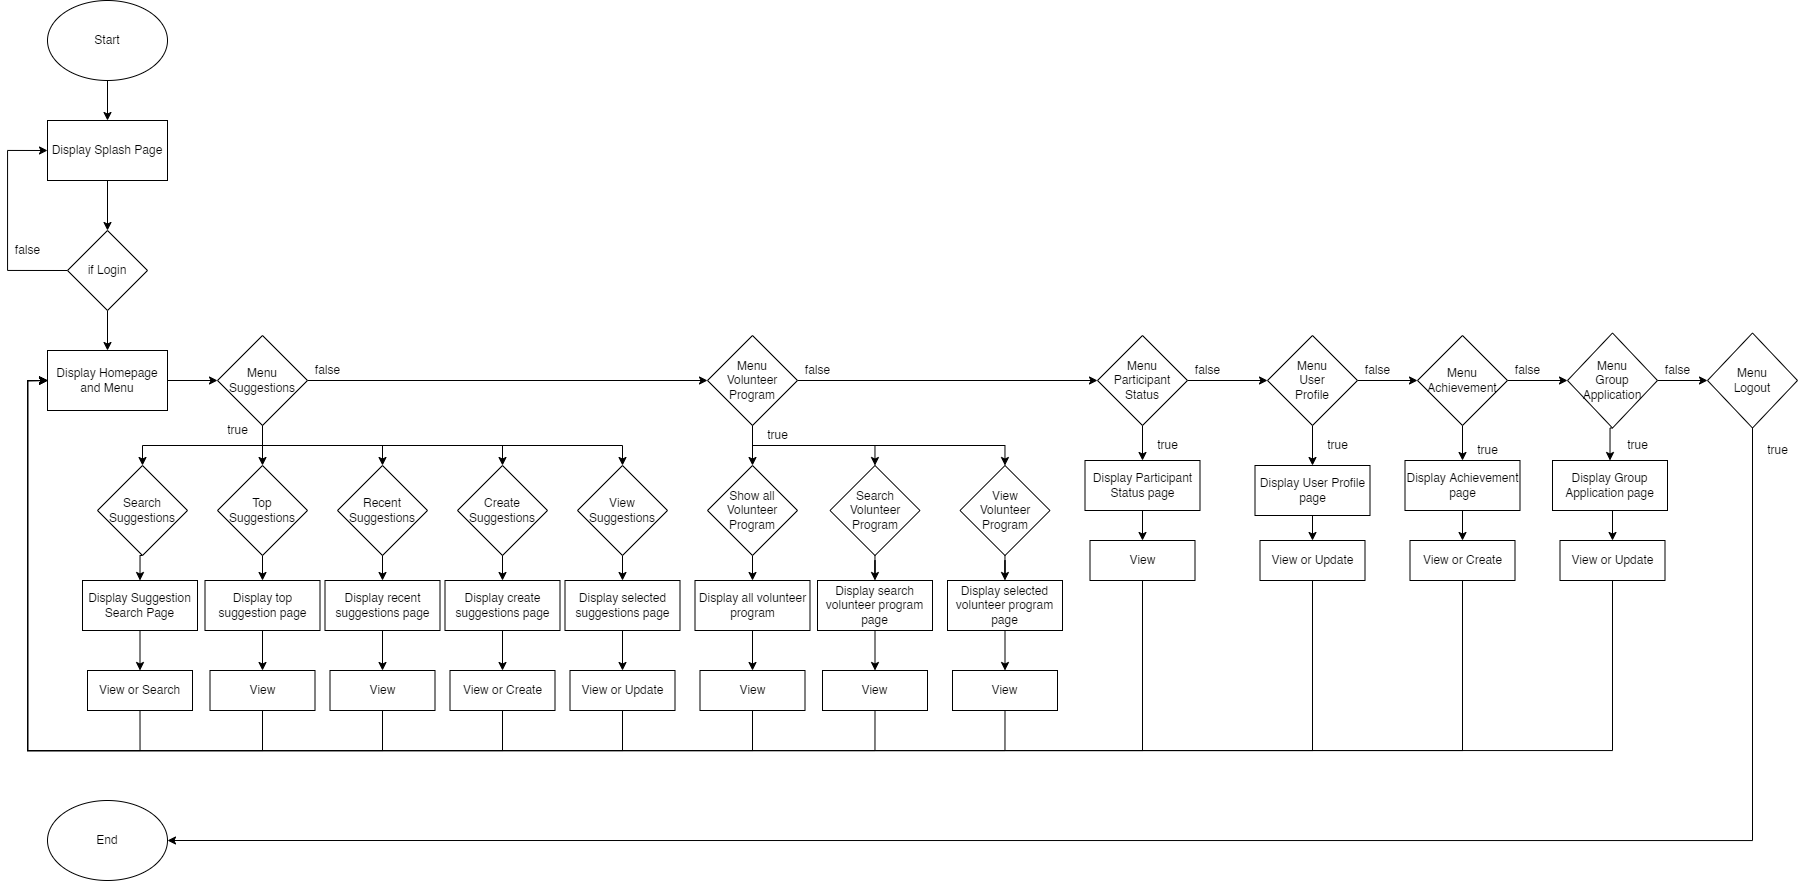 Start
Display Splash Page
false
if Login
Display Homepage
and Menu
Menu
Suggestions
false
true
Menu
Volunteer
Program
false
true
Menu
Participant
Status
false
true
Menu
User
Profile
false
true
Menu
Achievement
false
true
Menu
Group
Application
false
true
Menu
Logout
true
Search
Suggestions
Top
Suggestions
Recent
Suggestions
Create
Suggestions
View
Suggestions
Show all
Volunteer
Program
Search
Volunteer
Program
View
Volunteer
Program
Display Participant
Status page
Display User Profile
page
Display Achievement
page
Display Group
Application page
View
View or Update
View or Create
View or Update
Display Suggestion
Search Page
Display top
suggestion page
Display recent
suggestions page
Display create
suggestions page
Display selected
suggestions page
Display all volunteer
program
Display search
volunteer program
page
Display selected
volunteer program
page
View or Search
View
View
View or Create
View or Update
View
View
View
End